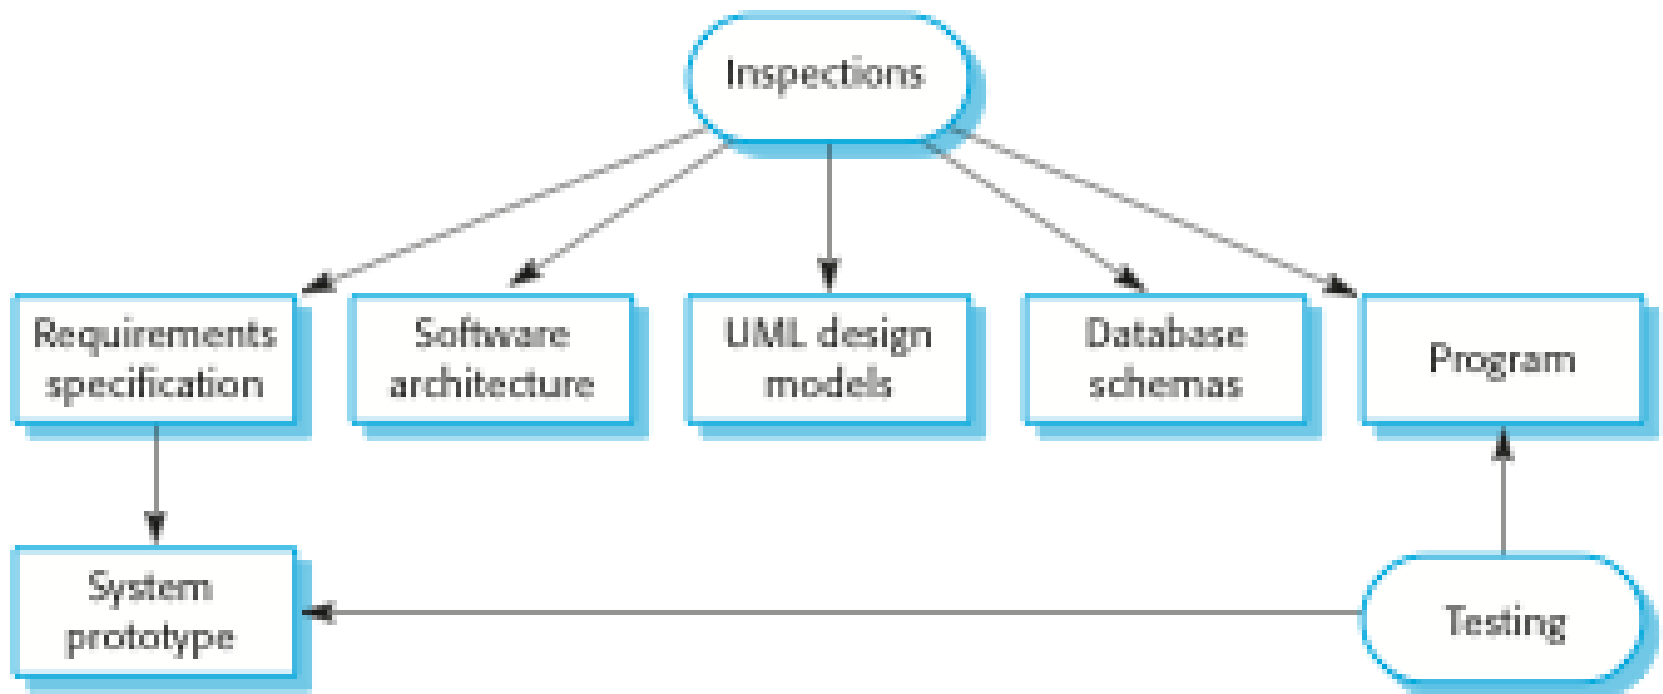 Inspections
Requirements
specification
Software
architecture
UML design
models
Database
schemas
Program
System
prototype
Testing